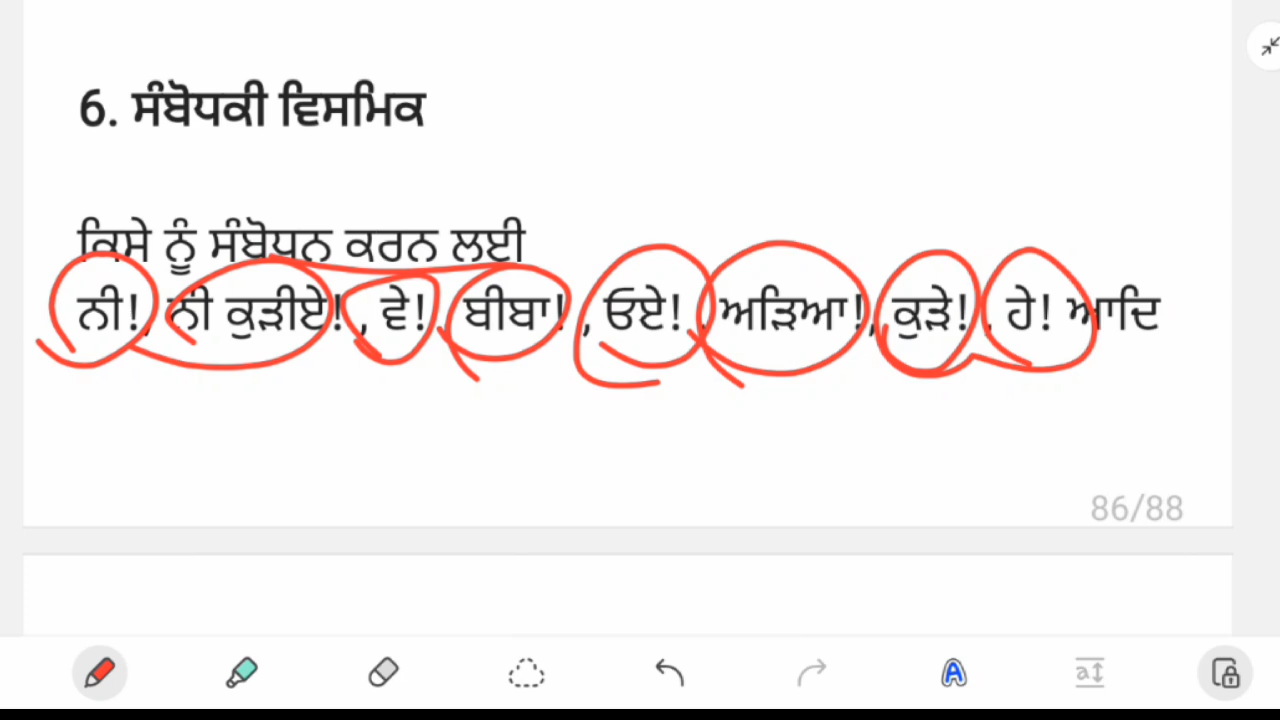 6. ਸੰਬੋਧਕੀ ਵਿਸਮਿਕ
ਕਿਸੇ ਨੂੰ ਸੰਬੋਧਨ ਕਰਨ ਲਈ
ਨੀ!, ਨੀ ਕੁੜੀਏ! , ਵੇ! , ਬੀਬਾ! , ਓਏ! , ਅੜਿਆ!, ਕੁੜੇ! , ਹੇ! ਆਦਿ
86/88
A a